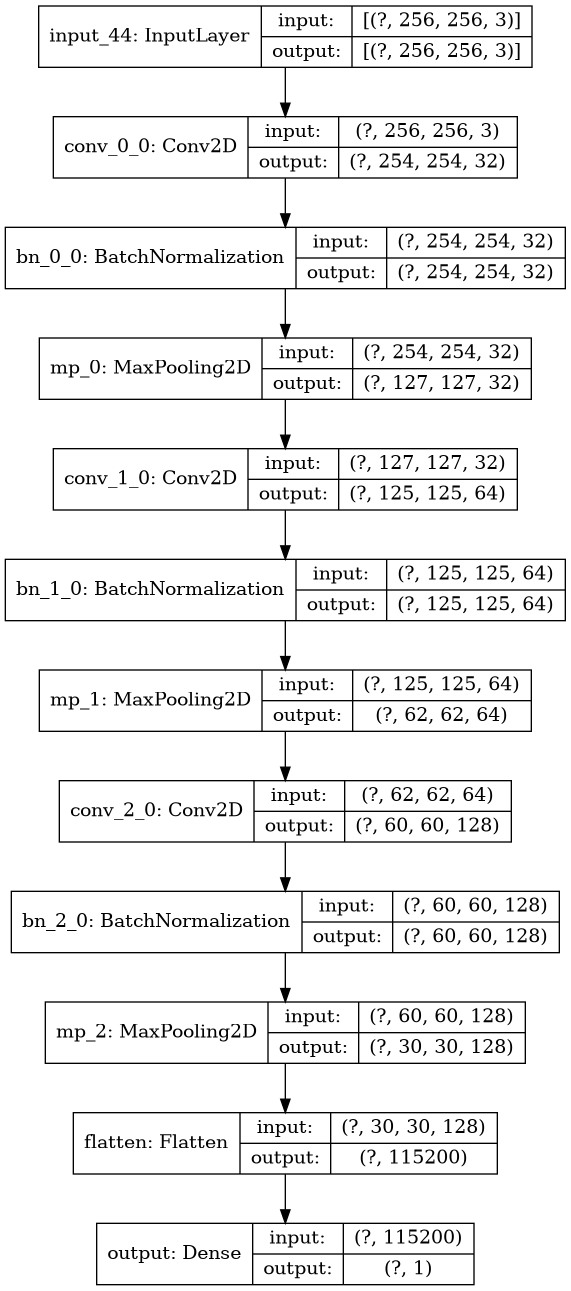 input_44: InputLayer
input:
[(?, 256, 256, 3)]
output:
[(?, 256, 256, 3)]
conv_0_0: Conv2D
input:
(?, 256, 256, 3)
output:
(?, 254, 254, 32)
bn_0_0: BatchNormalization
input:
(?, 254, 254, 32)
output:
(?, 254, 254, 32)
mp_0: MaxPooling2D
input:
(?, 254, 254, 32)
output:
(?, 127, 127, 32)
conv_1_0: Conv2D
input:
(?, 127, 127, 32)
output:
(?, 125, 125, 64)
bn_1_0: BatchNormalization
input:
(?, 125, 125, 64)
output:
(?, 125, 125, 64)
mp_1: MaxPooling2D
input:
(?, 125, 125, 64)
output:
(?, 62, 62, 64)
conv_2_0: Conv2D
input:
(?, 62, 62, 64)
output:
(?, 60, 60, 128)
bn_2_0: BatchNormalization
input:
(?, 60, 60, 128)
output:
(?, 60, 60, 128)
mp_2: MaxPooling2D
input:
(?, 60, 60, 128)
output:
(?, 30, 30, 128)
flatten: Flatten
input:
(?, 30, 30, 128)
output:
(?, 115200)
output: Dense
input:
(?, 115200)
output:
(?, 1)